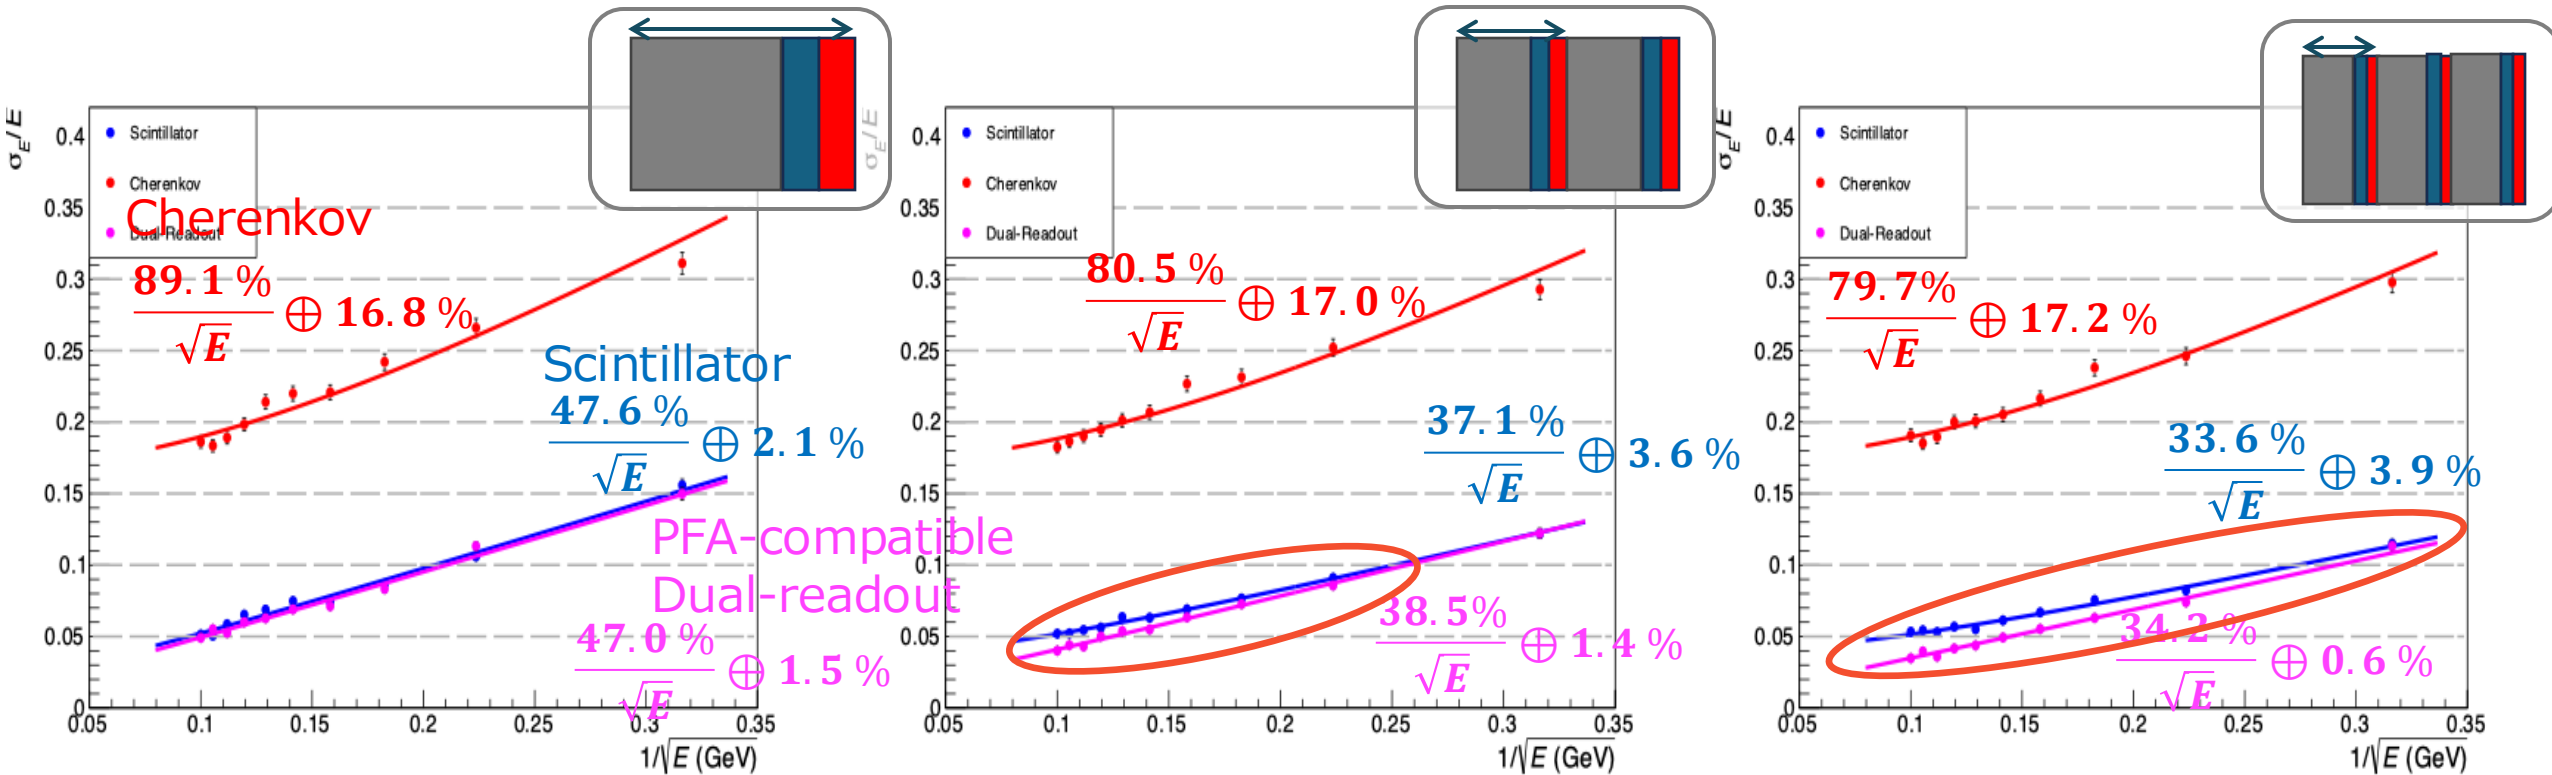 σ_E/E
0.4
0.35
0.3
0.25
0.2
0.15
0.1
0.05
0
Scintillator
Cherenkov
Dual-Readout
Cherenkov
89.1 %/√E ⊕ 16.8 %
Scintillator
47.6 %/√E ⊕ 2.1 %
PFA-compatible
Dual-readout
47.0 %/√E ⊕ 1.5 %
0.05 0.1 0.15 0.2 0.25 0.3 0.35
1/√E (GeV)
σ_E/E
0.4
0.35
0.3
0.25
0.2
0.15
0.1
0.05
0
Scintillator
Cherenkov
Dual-Readout
80.5 %/√E ⊕ 17.0 %
37.1 %/√E ⊕ 3.6 %
38.5%/√E ⊕ 1.4 %
0.05 0.1 0.15 0.2 0.25 0.3 0.35
1/√E (GeV)
σ_E/E
0.4
0.35
0.3
0.25
0.2
0.15
0.1
0.05
0
Scintillator
Cherenkov
Dual-Readout
79.7%/√E ⊕ 17.2 %
33.6 %/√E ⊕ 3.9 %
34.2 %/√E ⊕ 0.6 %
0.05 0.1 0.15 0.2 0.25 0.3 0.35
1/√E (GeV)